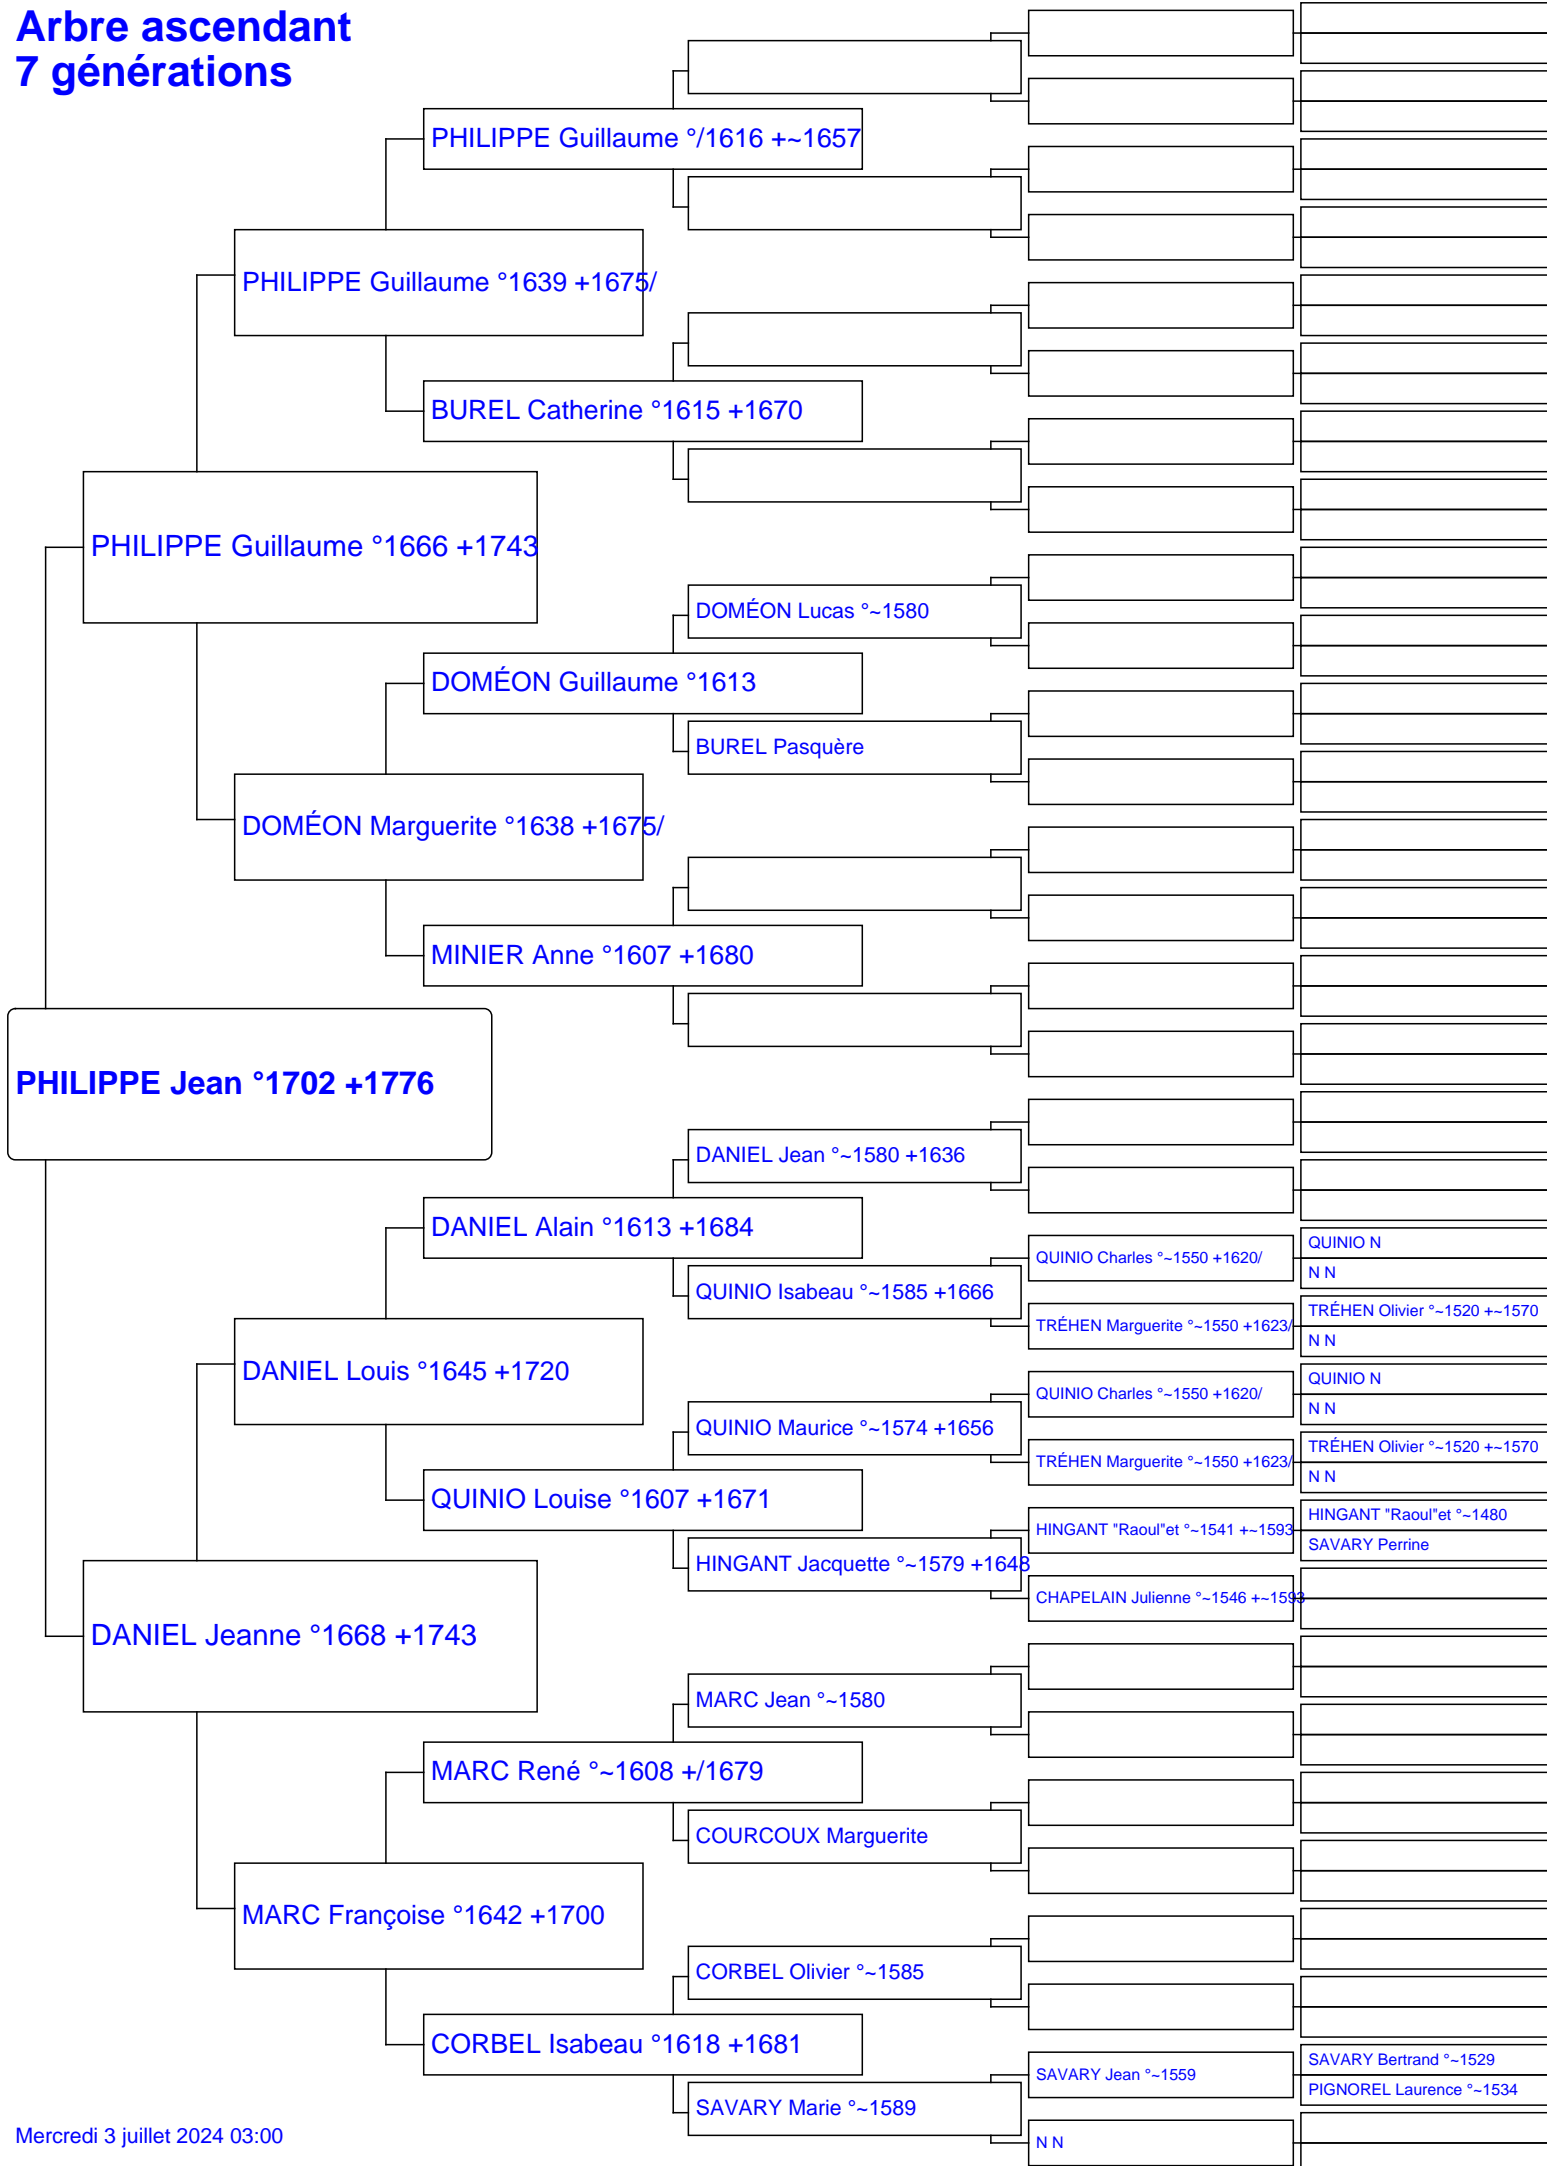 Arbre ascendant
7 générations
PHILIPPE Guillaume °/1616 +~1657
PHILIPPE Guillaume °1639 +1675/
BUREL Catherine °1615 +1670
PHILIPPE Guillaume °1666 +1743
DOMÉON Lucas °~1580
DOMÉON Guillaume °1613
BUREL Pasquère
DOMÉON Marguerite °1638 +1675/
MINIER Anne °1607 +1680
PHILIPPE Jean °1702 +1776
DANIEL Jean °~1580 +1636
DANIEL Alain °1613 +1684
QUINIO N
QUINIO Charles °~1550 +1620/
N N
QUINIO Isabeau °~1585 +1666
TRÉHEN Olivier °~1520 +~1570
TRÉHEN Marguerite °~1550 +1623/
N N
DANIEL Louis °1645 +1720
QUINIO N
QUINIO Charles °~1550 +1620/
N N
QUINIO Maurice °~1574 +1656
TRÉHEN Olivier °~1520 +~1570
TRÉHEN Marguerite °~1550 +1623/
N N
QUINIO Louise °1607 +1671
HINGANT "Raoul"et °~1480
HINGANT "Raoul"et °~1541 +~1593
SAVARY Perrine
HINGANT Jacquette °~1579 +1648
CHAPELAIN Julienne °~1546 +~1593
DANIEL Jeanne °1668 +1743
MARC Jean °~1580
MARC René °~1608 +/1679
COURCOUX Marguerite
MARC Françoise °1642 +1700
CORBEL Olivier °~1585
CORBEL Isabeau °1618 +1681
SAVARY Bertrand °~1529
SAVARY Jean °~1559
PIGNOREL Laurence °~1534
SAVARY Marie °~1589
N N
Mercredi 3 juillet 2024 03:00